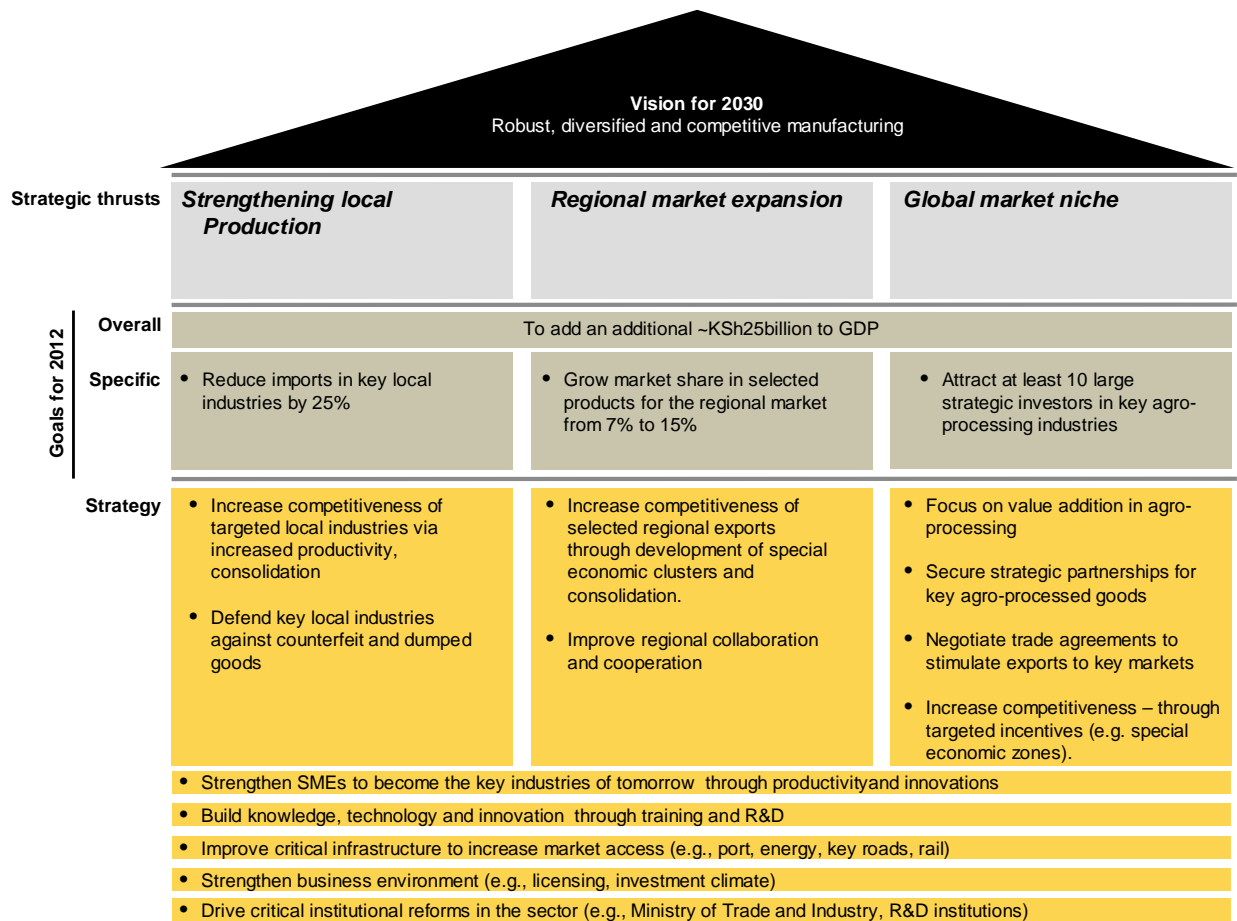 Vision for 2030
Robust, diversified and competitive manufacturing
Strategic thrusts
Strengthening local
Production
Regional market expansion
Global market niche
Goals for 2012
Overall
To add an additional ~KSh25billion to GDP
Specific
• Reduce imports in key local
industries by 25%
• Grow market share in selected
products for the regional market
from 7% to 15%
• Attract at least 10 large
strategic investors in key agro-
processing industries
Strategy
• Increase competitiveness of
targeted local industries via
increased productivity,
consolidation
• Defend key local industries
against counterfeit and dumped
goods
• Increase competitiveness of
selected regional exports
through development of special
economic clusters and
consolidation.
• Improve regional collaboration
and cooperation
• Focus on value addition in agro-
processing
• Secure strategic partnerships for
key agro-processed goods
• Negotiate trade agreements to
stimulate exports to key markets
• Increase competitiveness – through
targeted incentives (e.g. special
economic zones).
• Strengthen SMEs to become the key industries of tomorrow through productivityand innovations
• Build knowledge, technology and innovation through training and R&D
• Improve critical infrastructure to increase market access (e.g., port, energy, key roads, rail)
• Strengthen business environment (e.g., licensing, investment climate)
• Drive critical institutional reforms in the sector (e.g., Ministry of Trade and Industry, R&D institutions)